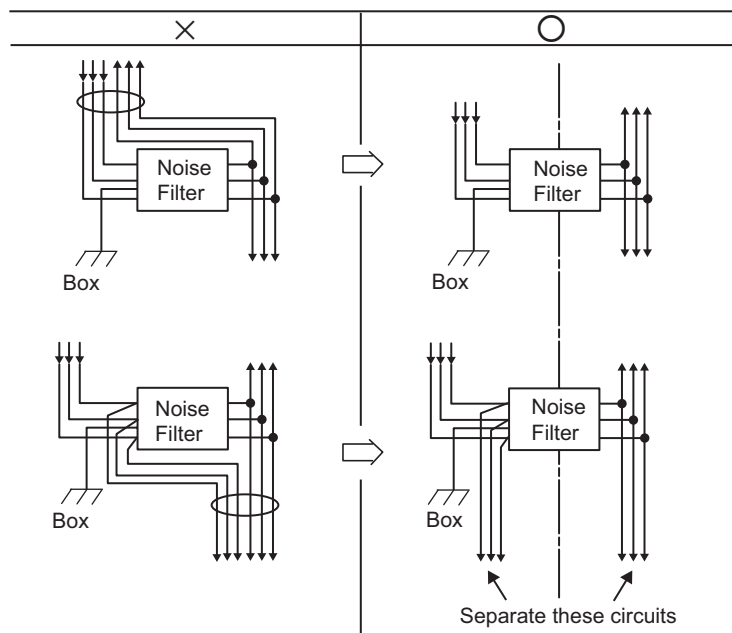 × ○
Noise
Filter
Box
Noise
Filter
Box
Noise
Filter
Box
Noise
Filter
Box
Separate these circuits